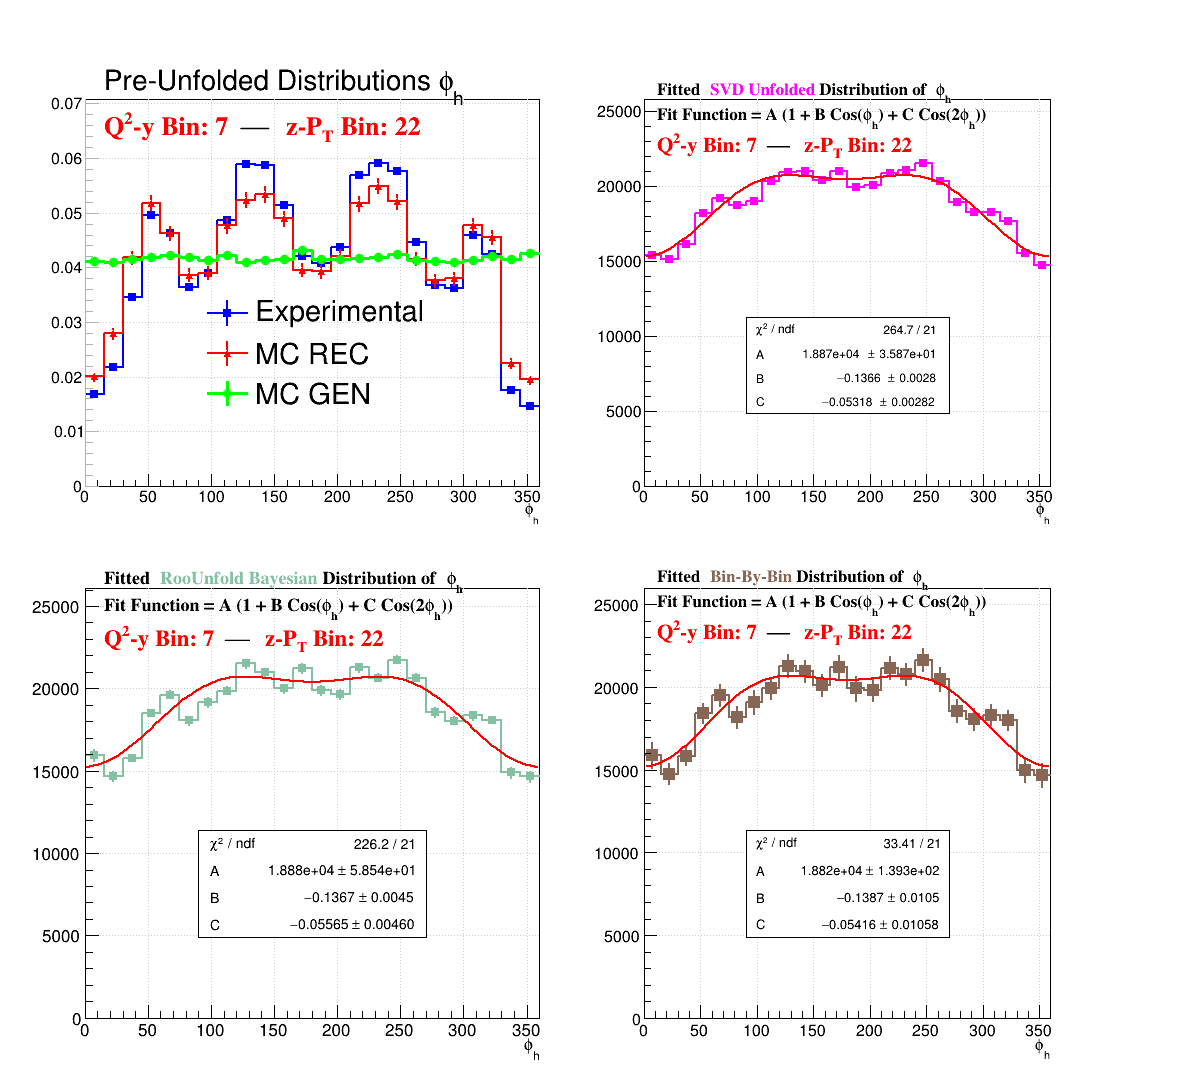 Pre-Unfolded Distributions ϕh
Q²-y Bin: 7 — z-PT Bin: 22
0.07
0.06
0.05
0.04
0.03
0.02
0.01
0
Experimental
MC REC
MC GEN
0 50 100 150 200 250 300 350
ϕh
Fitted SVD Unfolded Distribution of ϕh
Fit Function = A (1 + B Cos(ϕh) + C Cos(2ϕh))
Q²-y Bin: 7 — z-PT Bin: 22
25000
20000
15000
10000
5000
0
χ² / ndf 264.7 / 21
A 1.887e+04 ± 3.587e+01
B −0.1366 ± 0.0028
C −0.05318 ± 0.00282
0 50 100 150 200 250 300 350
ϕh
Fitted RooUnfold Bayesian Distribution of ϕh
Fit Function = A (1 + B Cos(ϕh) + C Cos(2ϕh))
Q²-y Bin: 7 — z-PT Bin: 22
25000
20000
15000
10000
5000
0
χ² / ndf 226.2 / 21
A 1.888e+04 ± 5.854e+01
B −0.1367 ± 0.0045
C −0.05565 ± 0.00460
0 50 100 150 200 250 300 350
ϕh
Fitted Bin-By-Bin Distribution of ϕh
Fit Function = A (1 + B Cos(ϕh) + C Cos(2ϕh))
Q²-y Bin: 7 — z-PT Bin: 22
25000
20000
15000
10000
5000
0
χ² / ndf 33.41 / 21
A 1.882e+04 ± 1.393e+02
B −0.1387 ± 0.0105
C −0.05416 ± 0.01058
0 50 100 150 200 250 300 350
ϕh